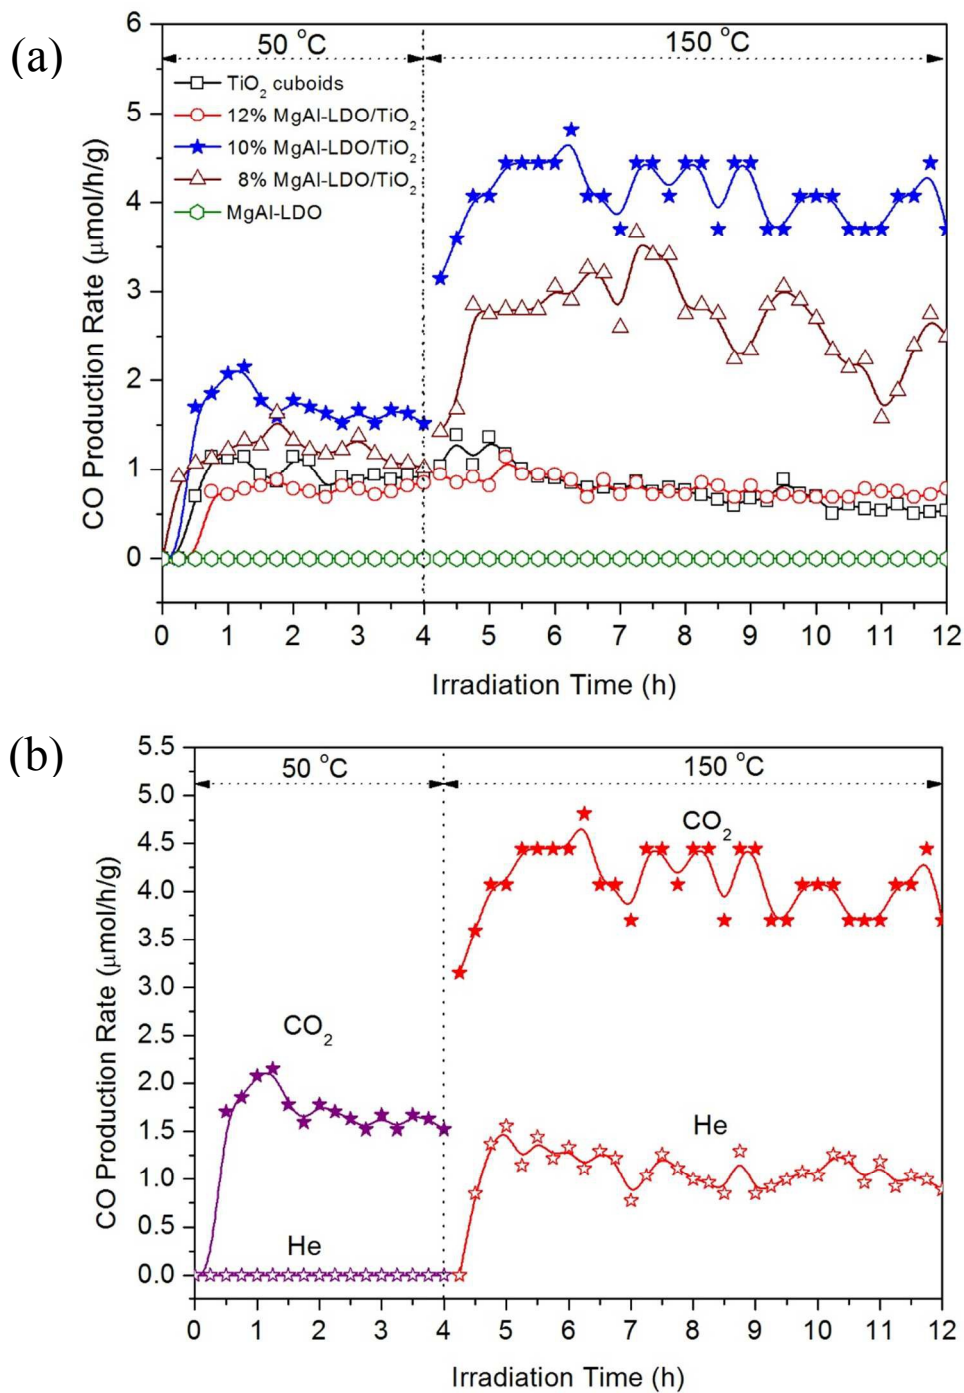 (a)
50 °C
150 °C
TiO₂ cuboids
12% MgAl-LDO/TiO₂
10% MgAl-LDO/TiO₂
8% MgAl-LDO/TiO₂
MgAl-LDO
CO Production Rate (μmol/h/g)
6
5
4
3
2
1
0
0 1 2 3 4 5 6 7 8 9 10 11 12
Irradiation Time (h)
(b)
50 °C
150 °C
CO₂
CO₂
He
He
CO Production Rate (μmol/h/g)
5.5
5.0
4.5
4.0
3.5
3.0
2.5
2.0
1.5
1.0
0.5
0.0
0 1 2 3 4 5 6 7 8 9 10 11 12
Irradiation Time (h)